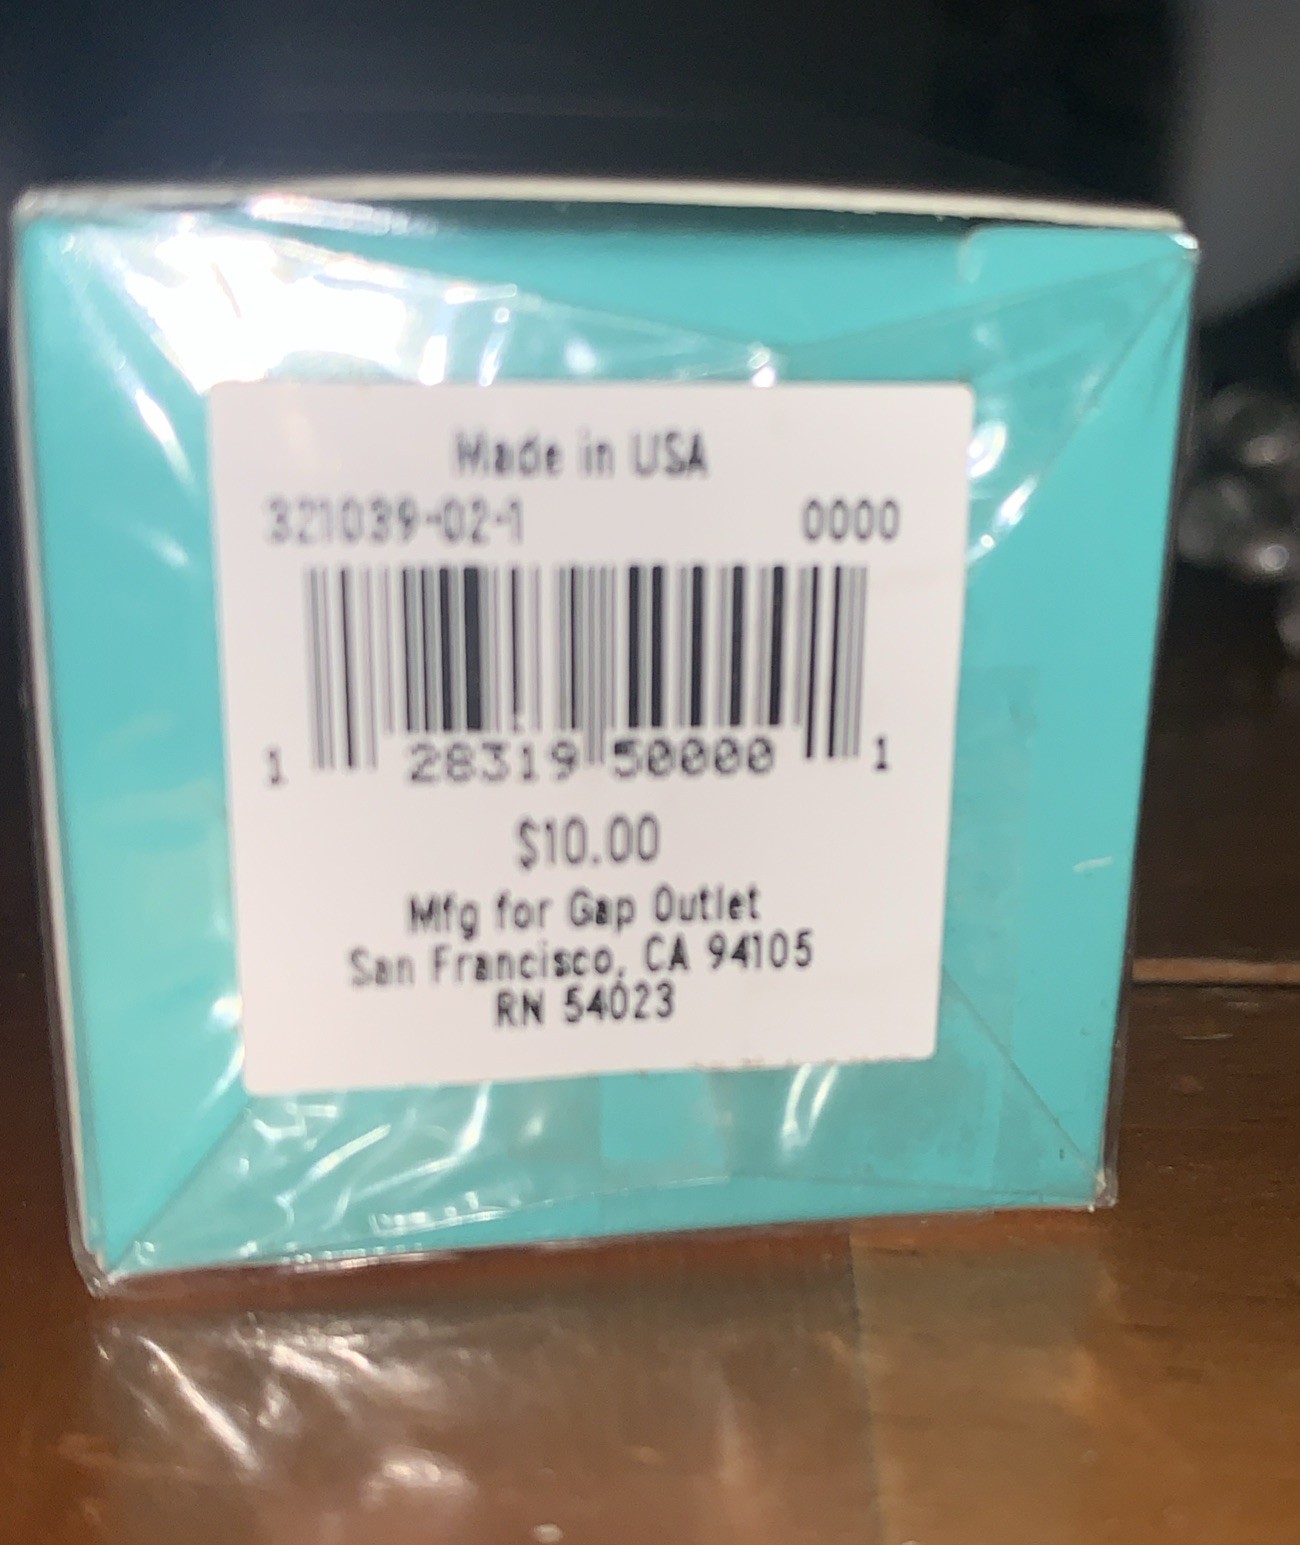 Made in USA
321039-02-1 0000
1 28319 50000 1
$10.00
Mfg for Gap Outlet
San Francisco, CA 94105
RN 54023